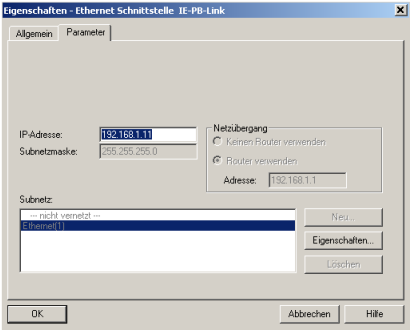 Eigenschaften - Ethernet Schnittstelle IE-PB-Link
Allgemein Parameter
IP-Adresse: 192.168.1.11
Subnetzmaske: 255.255.255.0
Netzübergang
Keinen Router verwenden
Router verwenden
Adresse: 192.168.1.1
Subnetz:
--- nicht vernetzt ---
Ethernet(1)
Neu...
Eigenschaften...
Löschen
OK Abbrechen Hilfe